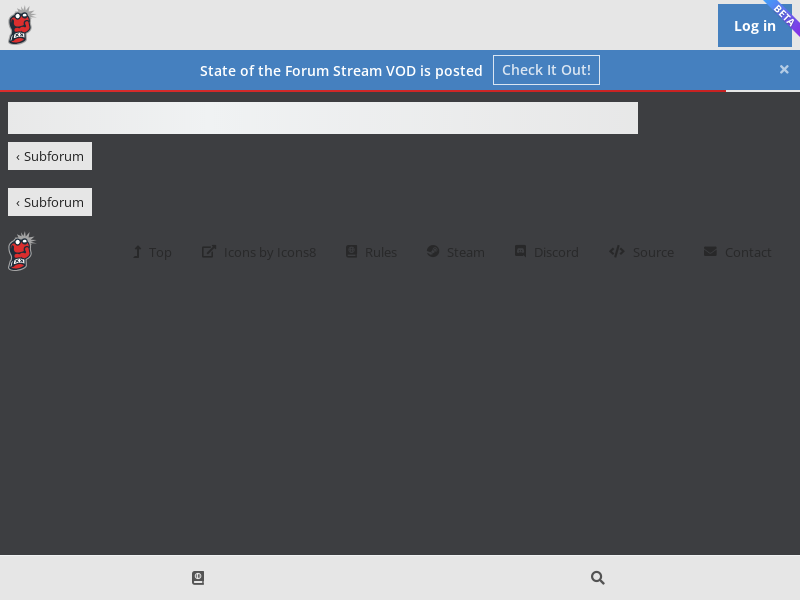 Log in
BETA
State of the Forum Stream VOD is posted Check It Out! ×
‹ Subforum
‹ Subforum
Top Icons by Icons8 Rules Steam Discord Source Contact